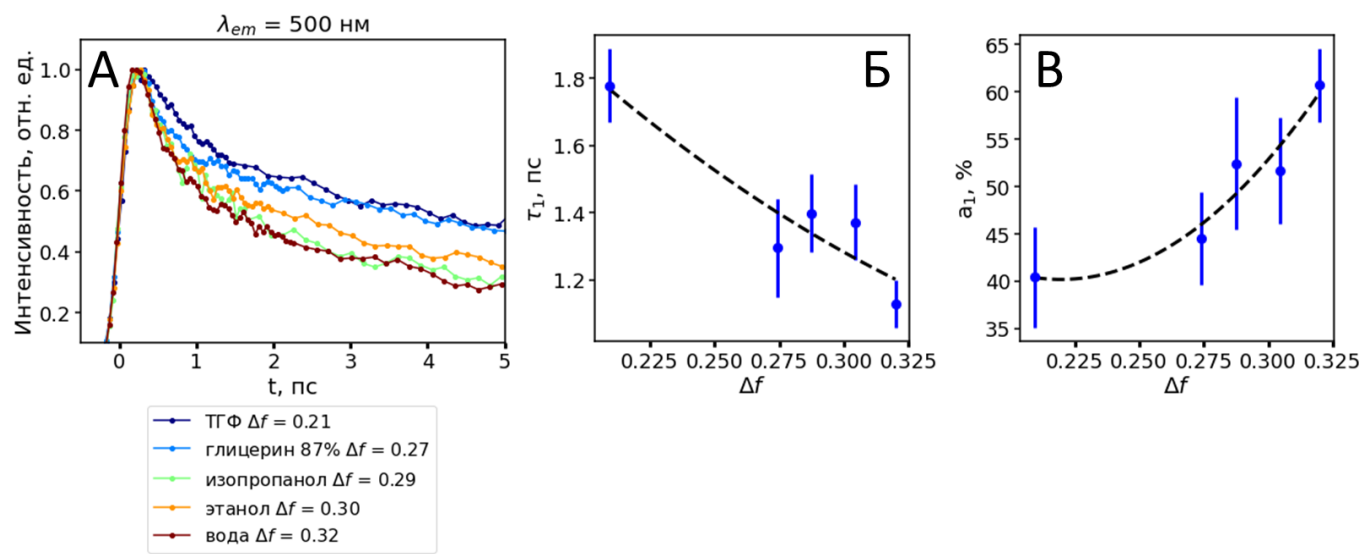 λem = 500 нм
А
Интенсивность, отн. ед.
1.0
0.8
0.6
0.4
0.2
0 1 2 3 4 5
t, пс
ТГФ Δf = 0.21
глицерин 87% Δf = 0.27
изопропанол Δf = 0.29
этанол Δf = 0.30
вода Δf = 0.32
Б
τ1, пс
1.8
1.6
1.4
1.2
0.225 0.250 0.275 0.300 0.325
Δf
В
a1, %
65
60
55
50
45
40
35
0.225 0.250 0.275 0.300 0.325
Δf